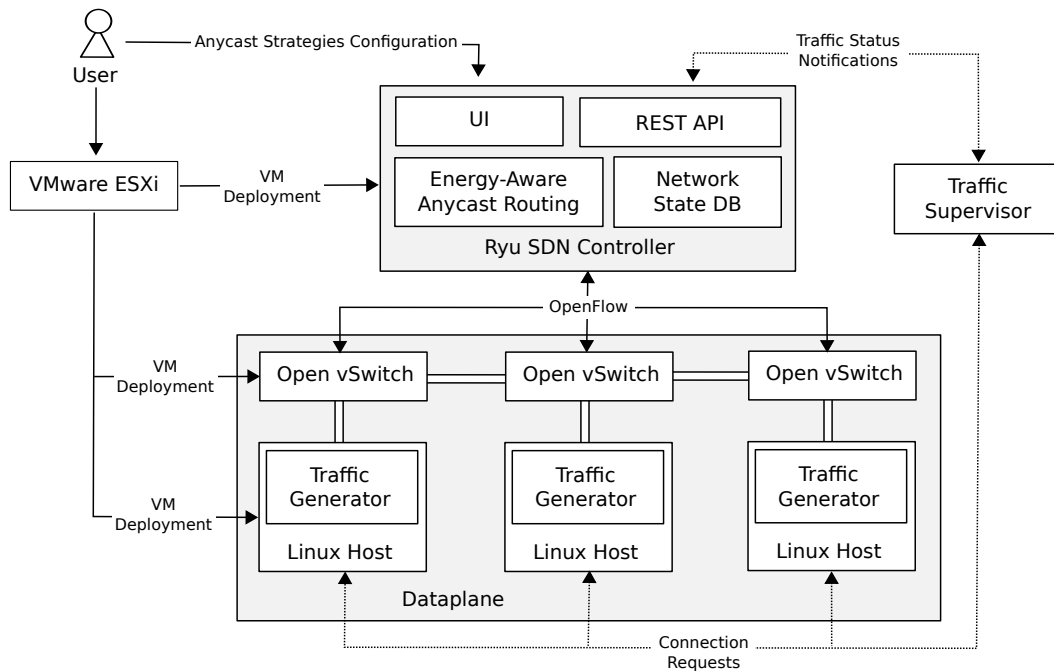 Anycast Strategies Configuration
Traffic Status
Notifications
User
UI
REST API
VMware ESXi
VM
Deployment
Energy-Aware
Anycast Routing
Network
State DB
Traffic
Supervisor
Ryu SDN Controller
OpenFlow
VM
Deployment
Open vSwitch
Open vSwitch
Open vSwitch
VM
Deployment
Traffic
Generator
Linux Host
Traffic
Generator
Linux Host
Traffic
Generator
Linux Host
Dataplane
Connection
Requests